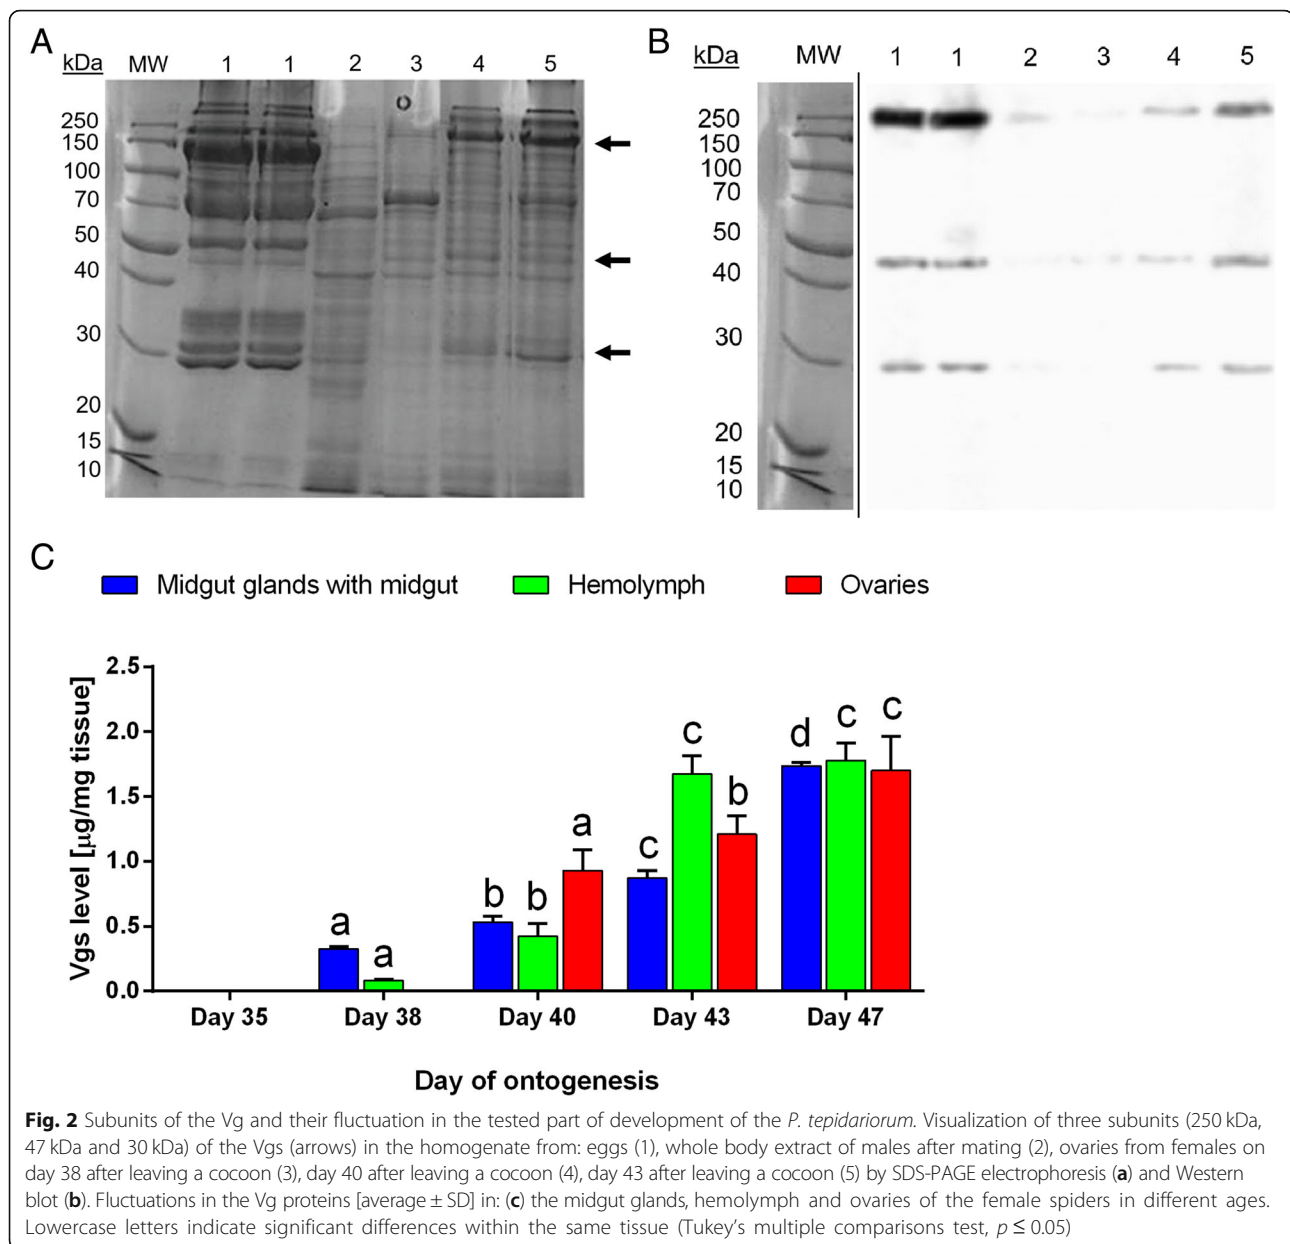 A
kDa MW 1 1 2 3 4 5
250
150
100
70
50
40
30
20
15
10
B
kDa MW 1 1 2 3 4 5
250
150
100
70
50
40
30
20
15
10
C
Midgut glands with midgut Hemolymph Ovaries
Vgs level [µg/mg tissue]
2.5
2.0
1.5
1.0
0.5
0.0
a a
b b a
c c b
d c c
Day 35 Day 38 Day 40 Day 43 Day 47
Day of ontogenesis
Fig. 2 Subunits of the Vg and their fluctuation in the tested part of development of the P. tepidariorum. Visualization of three subunits (250 kDa,
47 kDa and 30 kDa) of the Vgs (arrows) in the homogenate from: eggs (1), whole body extract of males after mating (2), ovaries from females on
day 38 after leaving a cocoon (3), day 40 after leaving a cocoon (4), day 43 after leaving a cocoon (5) by SDS-PAGE electrophoresis (a) and Western
blot (b). Fluctuations in the Vg proteins [average ± SD] in: (c) the midgut glands, hemolymph and ovaries of the female spiders in different ages.
Lowercase letters indicate significant differences within the same tissue (Tukey's multiple comparisons test, p ≤ 0.05)